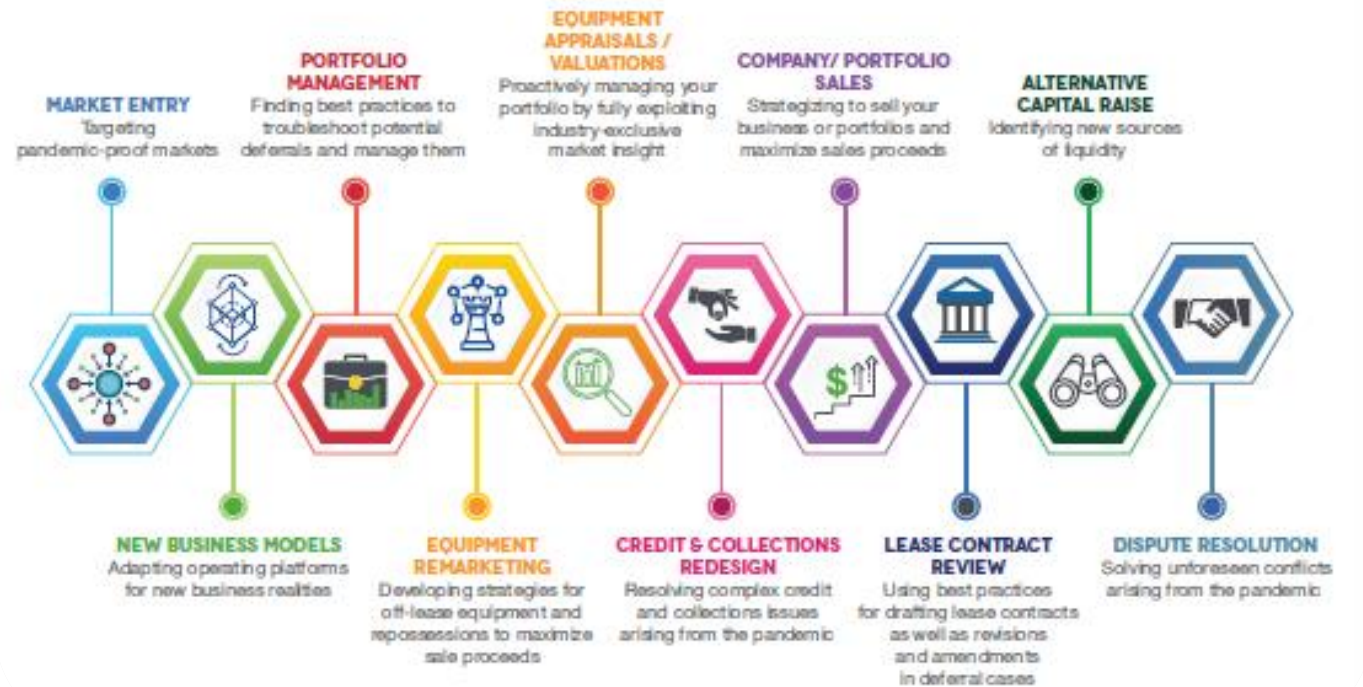 MARKET ENTRY
Targeting
pandemic-proof markets
PORTFOLIO
MANAGEMENT
Finding best practices to
troubleshoot potential
deferrals and manage them
EQUIPMENT
APPRAISALS /
VALUATIONS
Proactively managing your
portfolio by fully exploiting
industry-exclusive
market insight
COMPANY/ PORTFOLIO
SALES
Strategizing to sell your
business or portfolios and
maximize sales proceeds
ALTERNATIVE
CAPITAL RAISE
Identifying new sources
of liquidity
$
NEW BUSINESS MODELS
Adapting operating platforms
for new business realities
EQUIPMENT
REMARKETING
Developing strategies for
off-lease equipment and
repossessions to maximize
sale proceeds
CREDIT & COLLECTIONS
REDESIGN
Resolving complex credit
and collections issues
arising from the pandemic
LEASE CONTRACT
REVIEW
Using best practices
for drafting lease contracts
as well as revisions
and amendments
in deferral cases
DISPUTE RESOLUTION
Solving unforeseen conflicts
arising from the pandemic